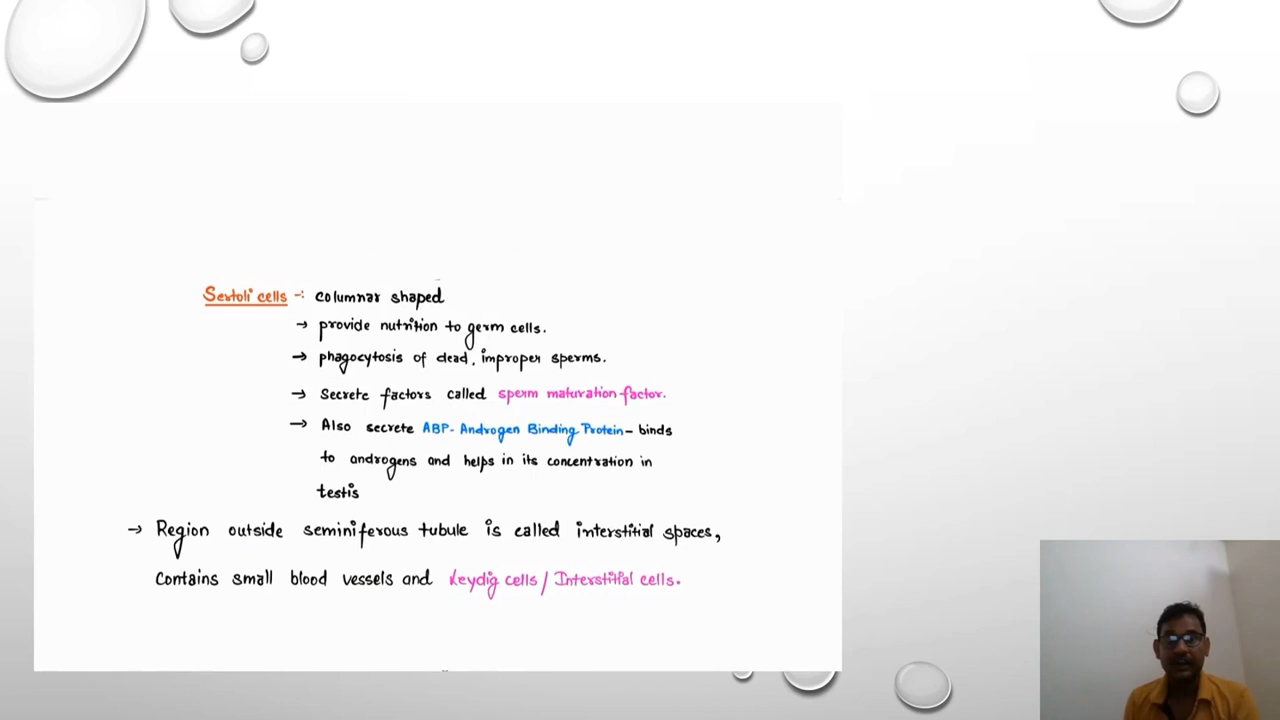 Sertoli cells -: columnar shaped
→ provide nutrition to germ cells.
→ phagocytosis of dead, improper sperms.
→ Secrete factors called sperm maturation factor.
→ Also secrete ABP- Androgen Binding Protein - binds
to androgens and helps in its concentration in
testis
→ Region outside seminiferous tubule is called interstitial spaces,
Contains small blood vessels and Leydig cells / Interstitial cells.